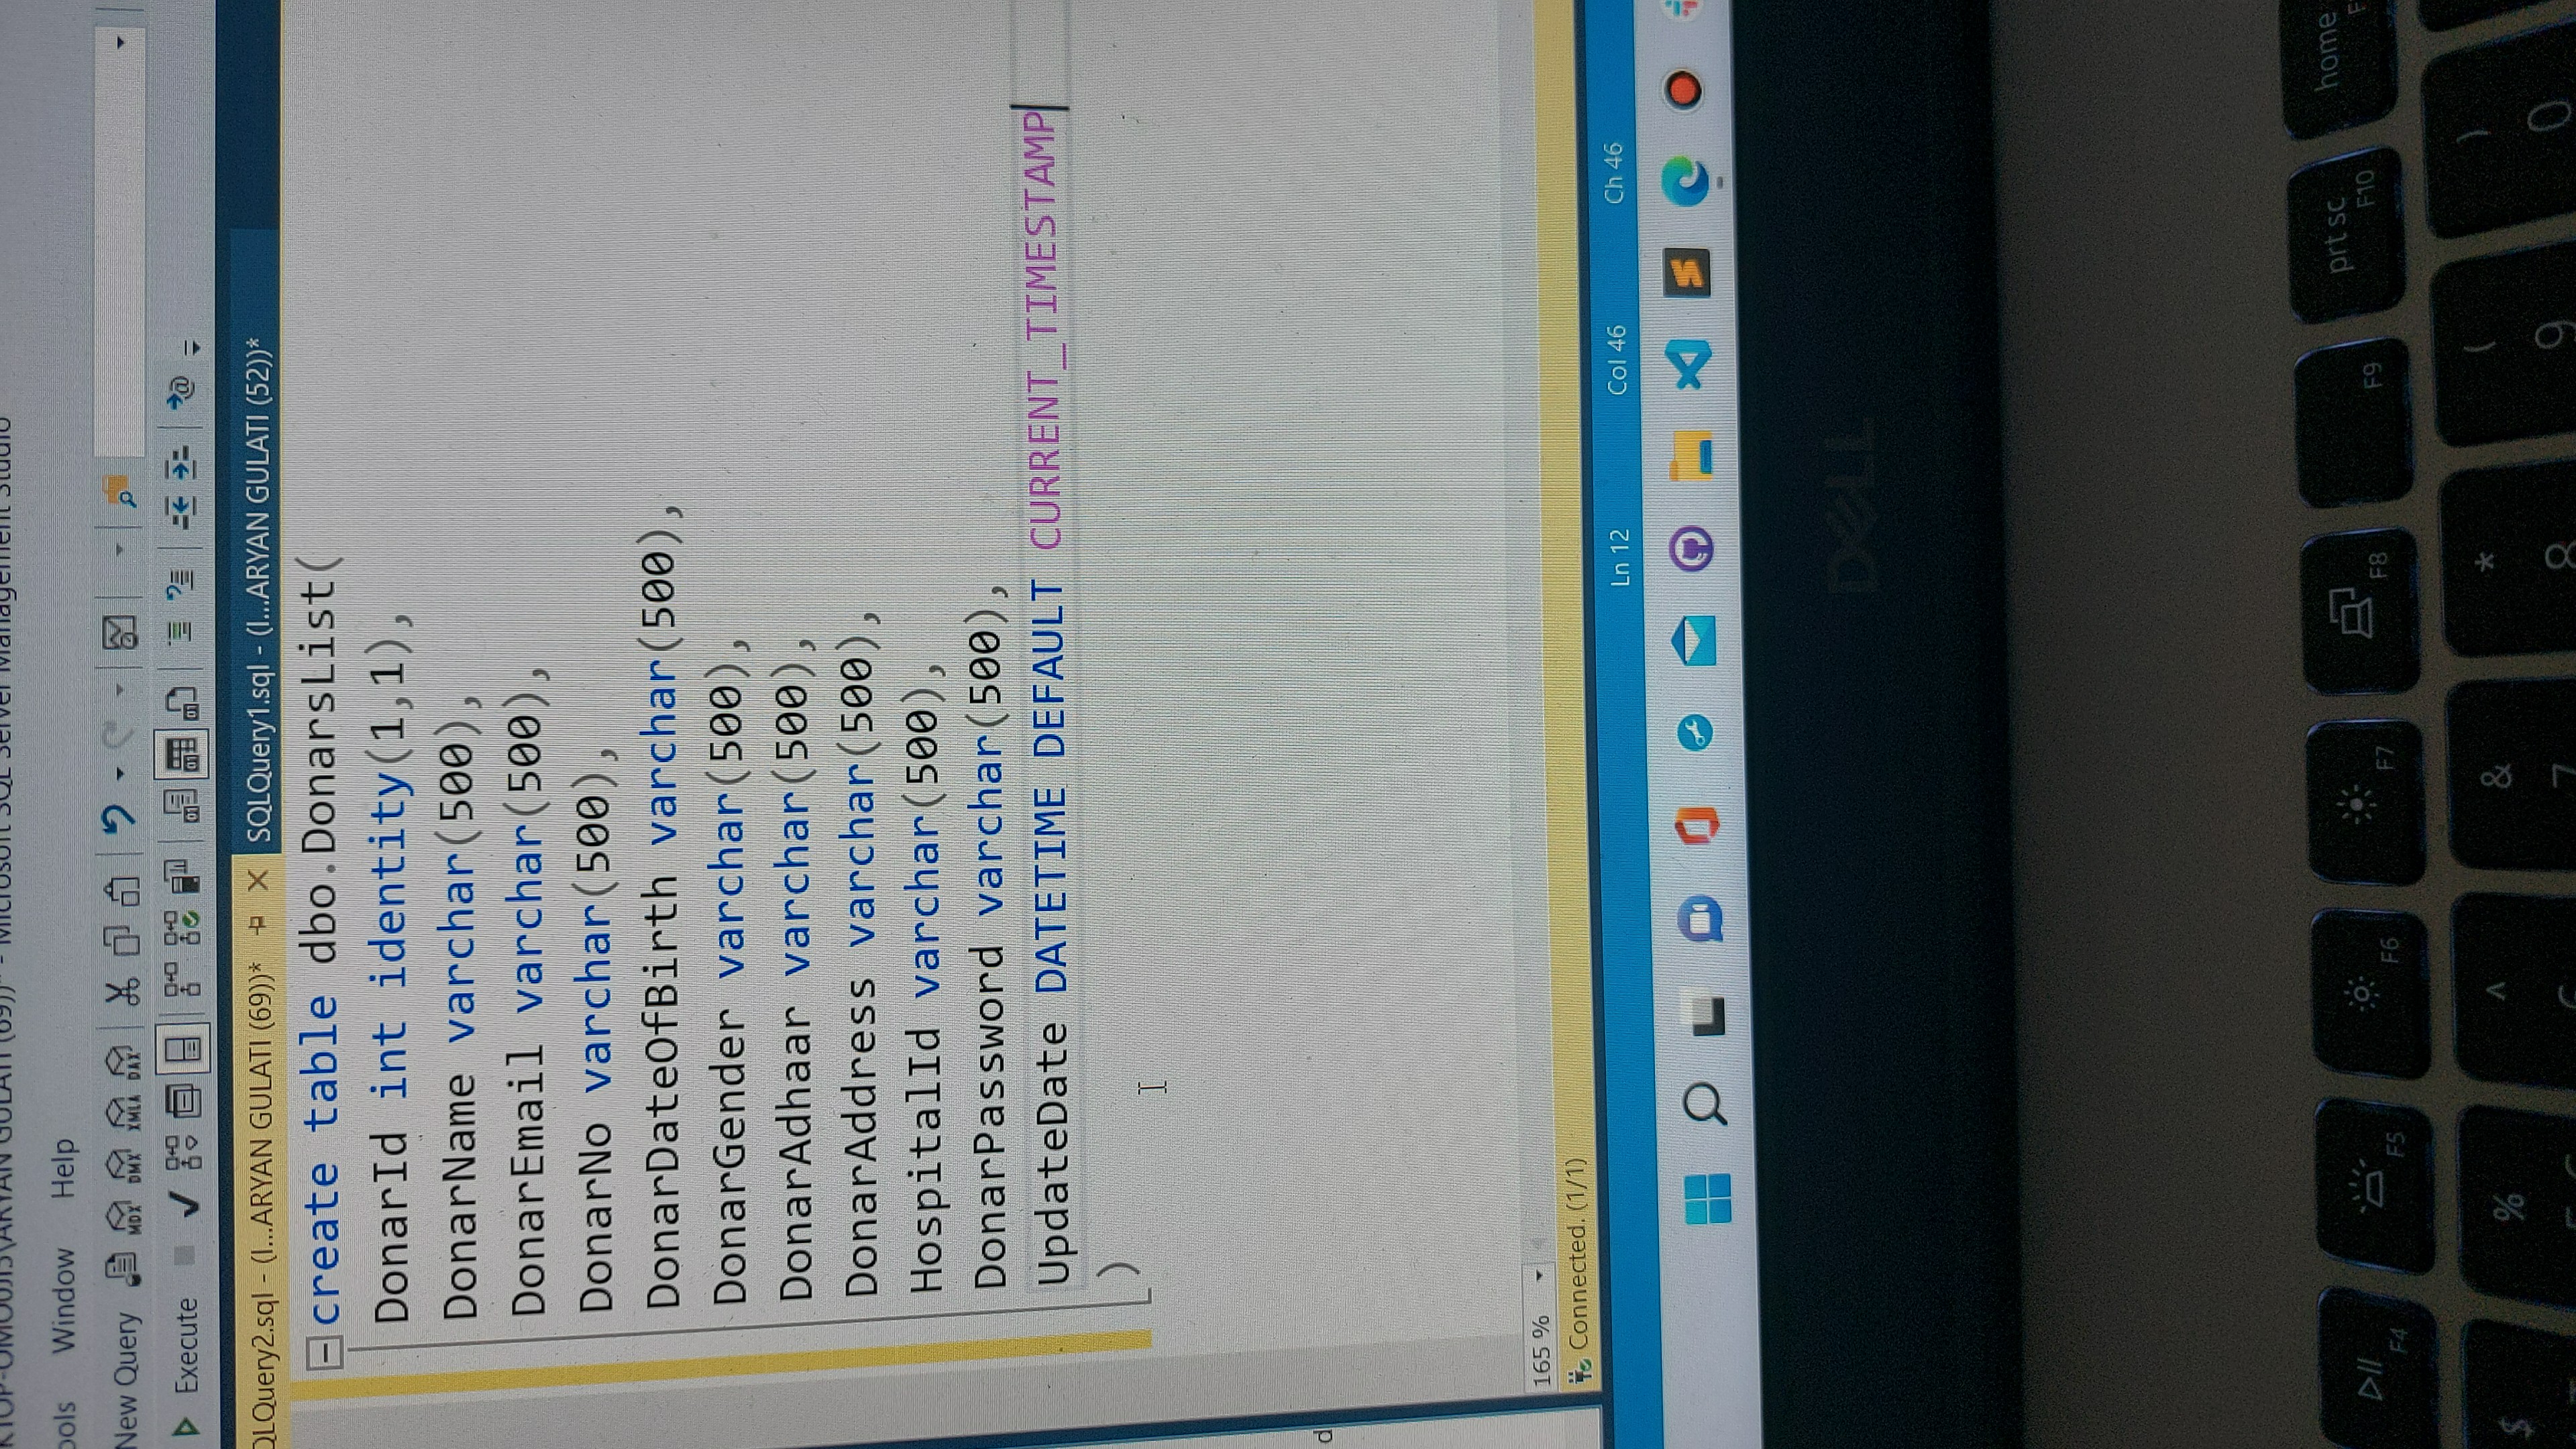 ARYAN GULATI (69))* - Microsoft SQL Server Management Studio
Window Help
New Query MDX DMX XMLA DAX
Execute
QLQuery2.sql - (l...ARYAN GULATI (69))* SQLQuery1.sql - (l...ARYAN GULATI (52))*
create table dbo.DonarsList(
DonarId int identity(1,1),
DonarName varchar(500),
DonarEmail varchar(500),
DonarNo varchar(500),
DonarDateOfBirth varchar(500),
DonarGender varchar(500),
DonarAdhaar varchar(500),
DonarAddress varchar(500),
HospitalId varchar(500),
DonarPassword varchar(500),
UpdateDate DATETIME DEFAULT CURRENT_TIMESTAMP
)
d
165 %
Connected. (1/1)
Ln 12 Col 46 Ch 46
DELL
F4 F5 F6 F7 F8 F9 prt sc F10 home
$ % ^ & * ( )
6 7 8 9 0